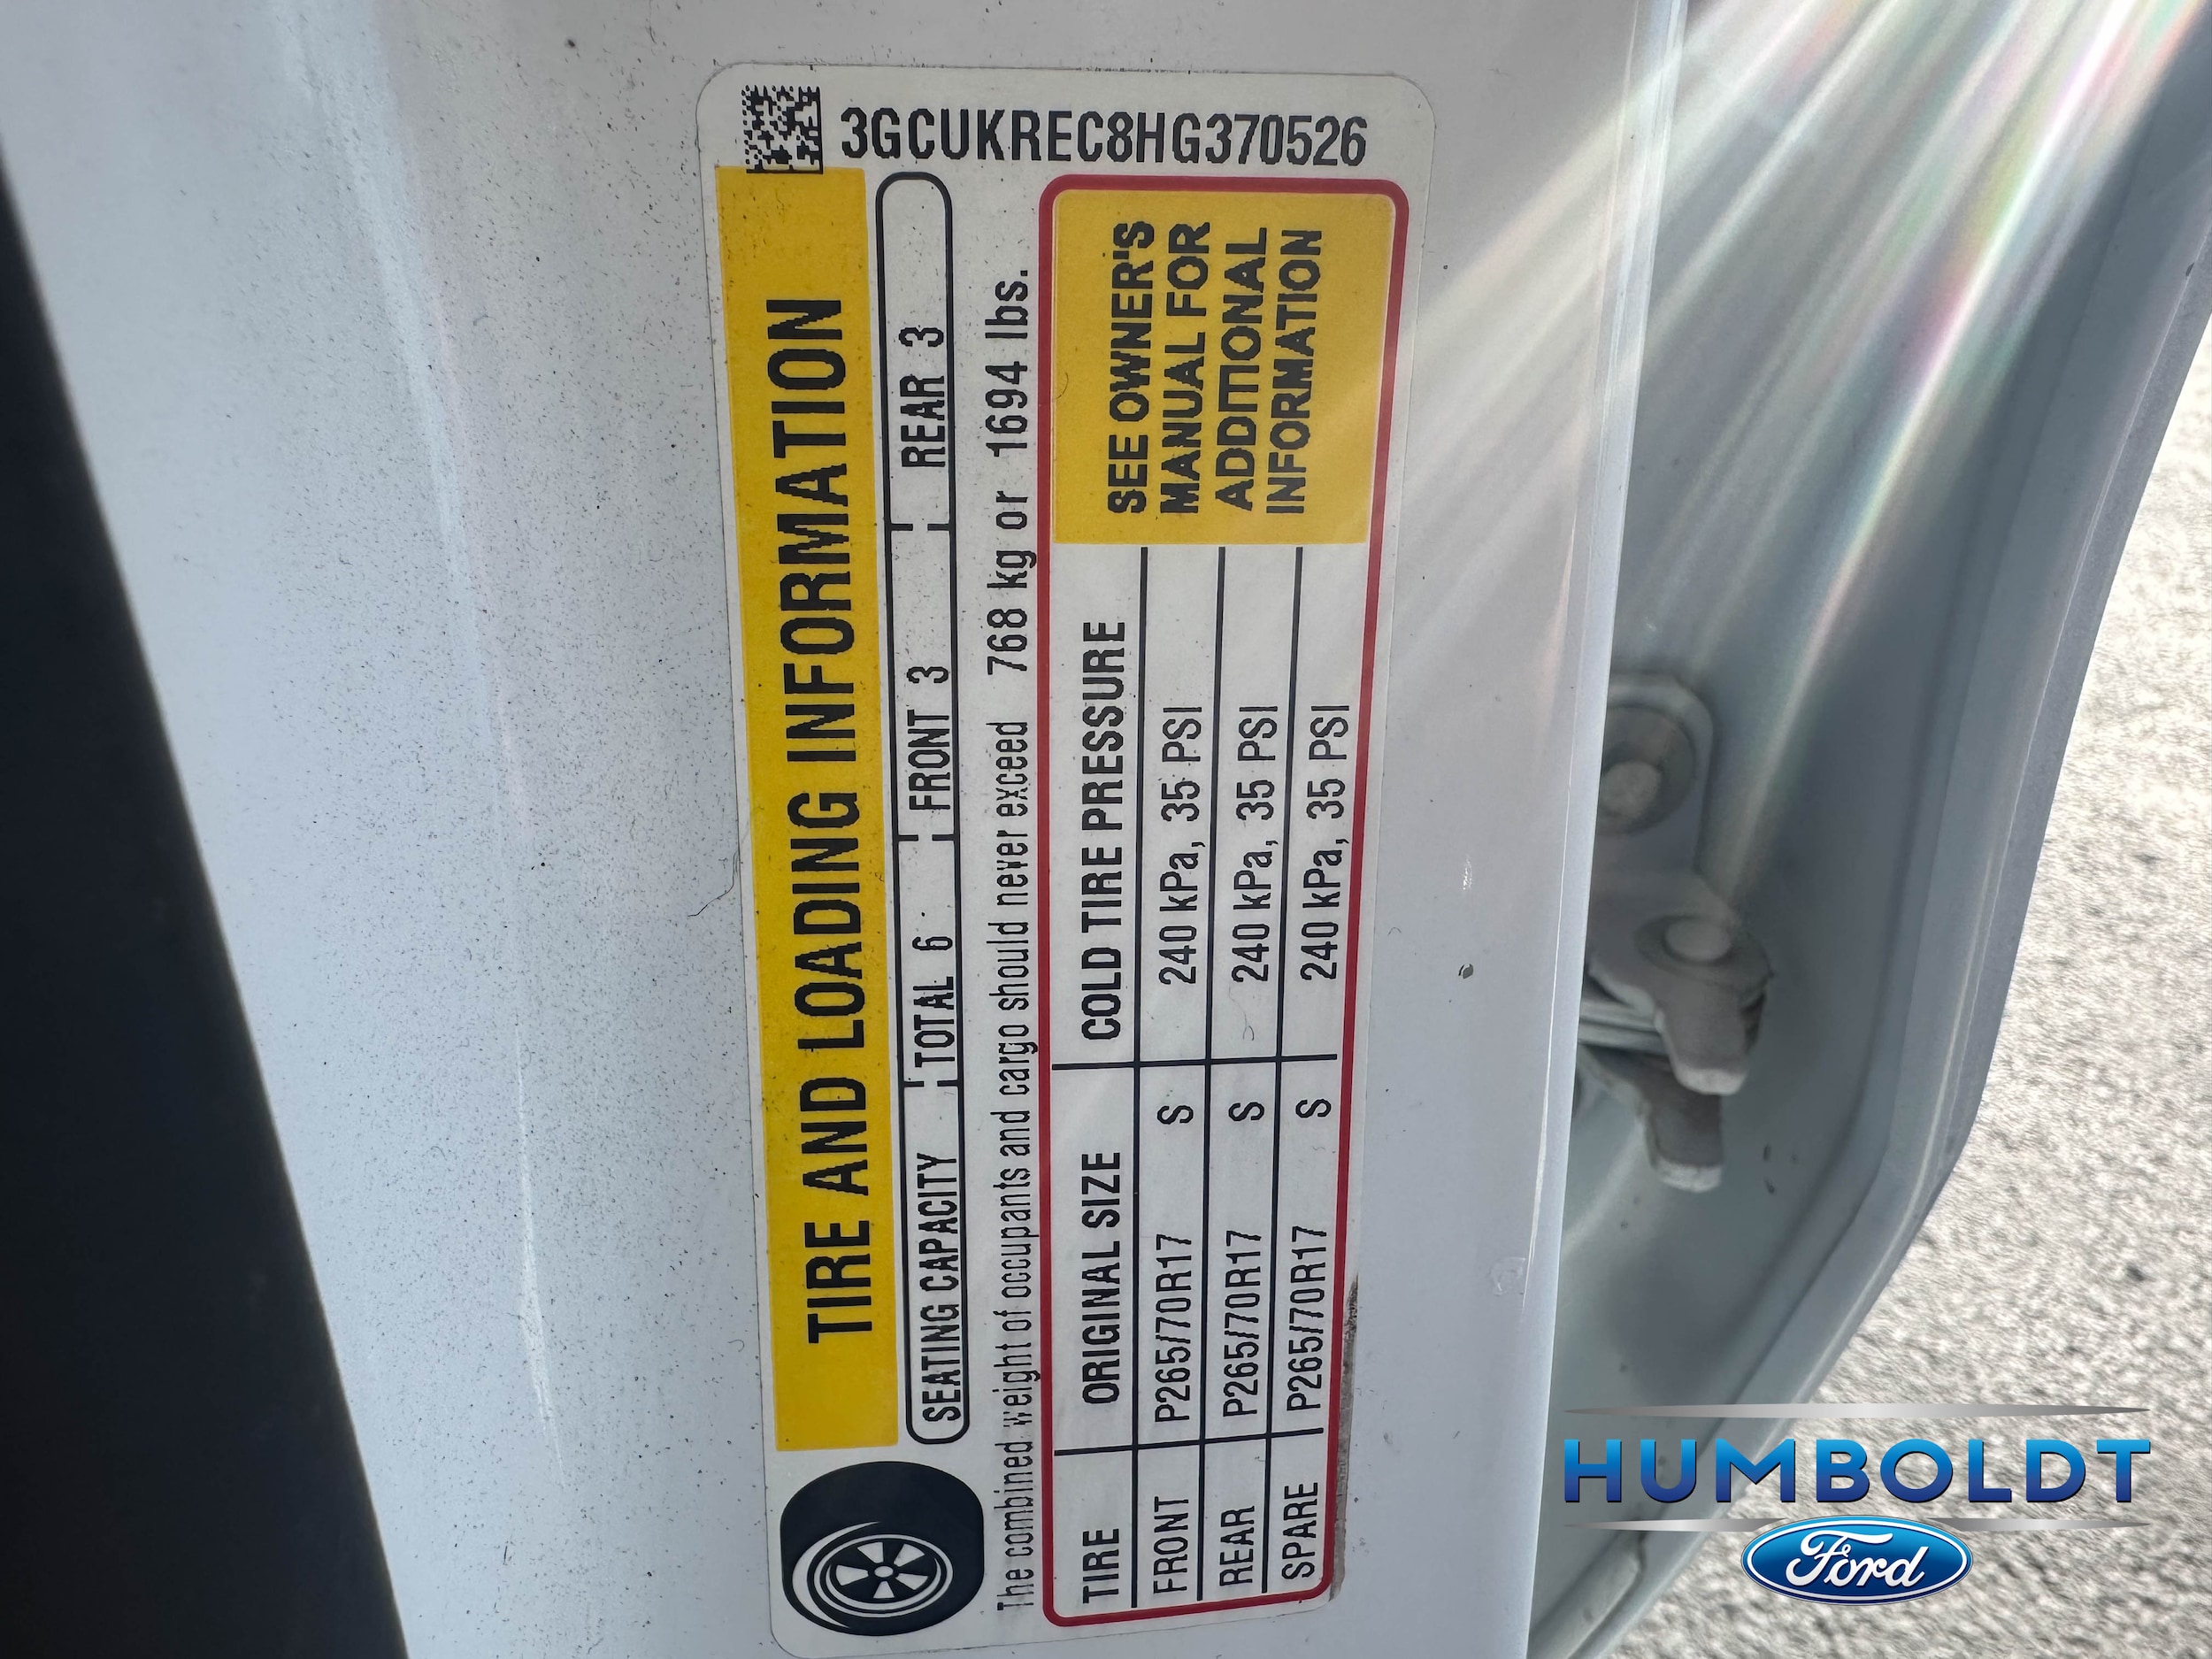 3GCUKREC8HG370526
TIRE AND LOADING INFORMATION
SEATING CAPACITY TOTAL 6 FRONT 3 REAR 3
The combined weight of occupants and cargo should never exceed 768 kg or 1694 lbs.
TIRE ORIGINAL SIZE COLD TIRE PRESSURE
FRONT P265/70R17 S 240 kPa, 35 PSI
REAR P265/70R17 S 240 kPa, 35 PSI
SPARE P265/70R17 S 240 kPa, 35 PSI
SEE OWNER'S
MANUAL FOR
ADDITIONAL
INFORMATION
HUMBOLDT
Ford